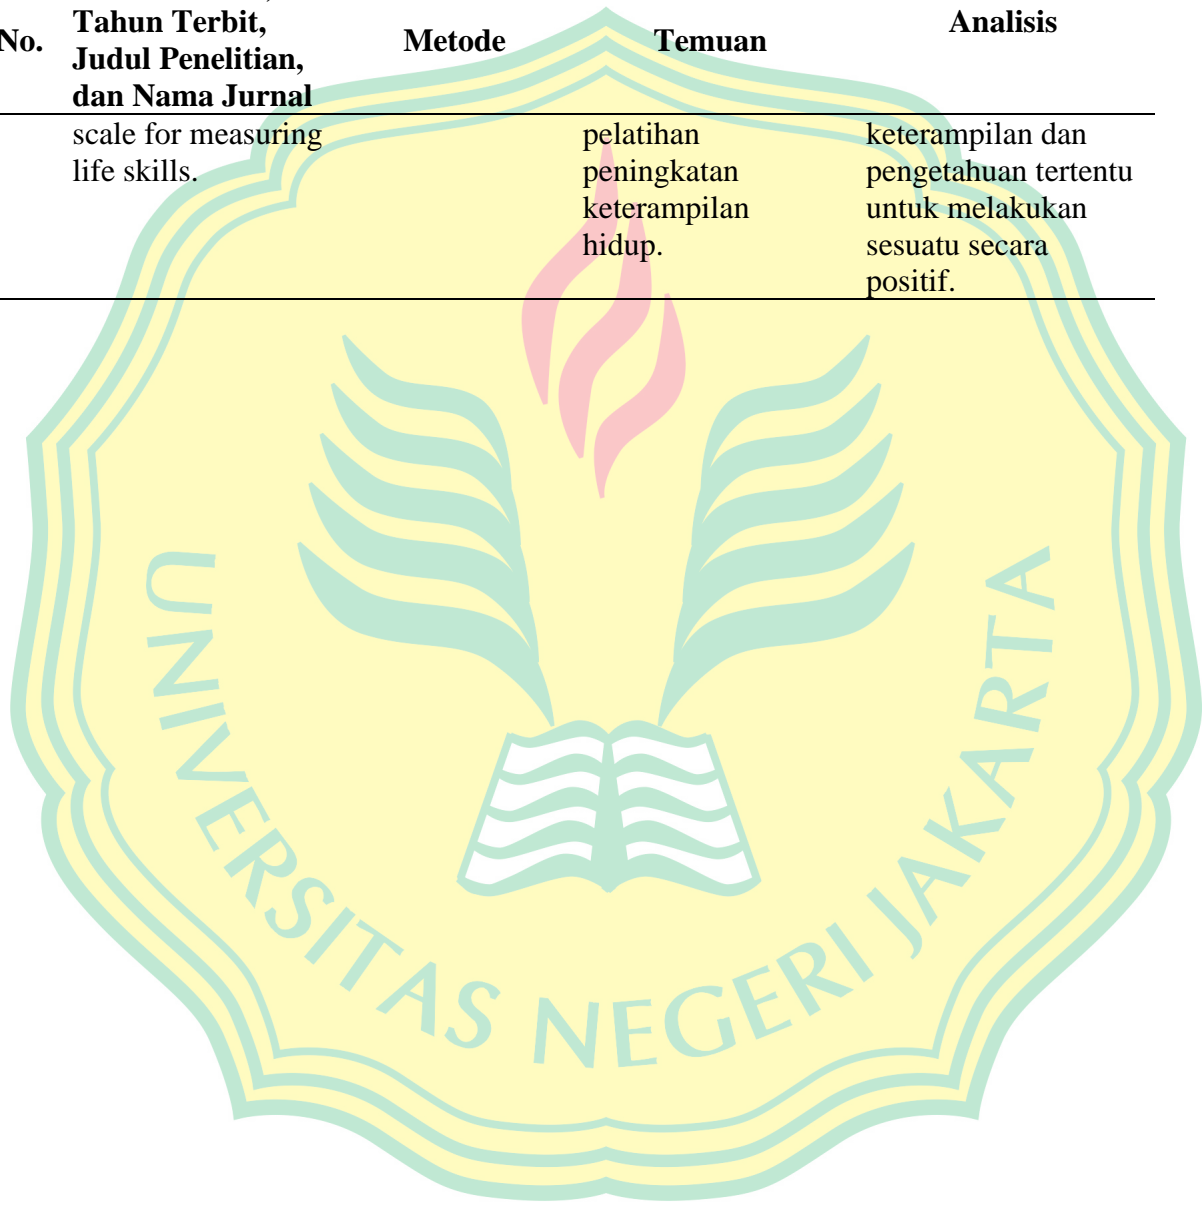 No.
Tahun Terbit,
Judul Penelitian,
dan Nama Jurnal
Metode
Temuan
Analisis
scale for measuring
life skills.
pelatihan
peningkatan
keterampilan
hidup.
keterampilan dan
pengetahuan tertentu
untuk melakukan
sesuatu secara
positif.
UNIVERSITAS NEGERI JAKARTA